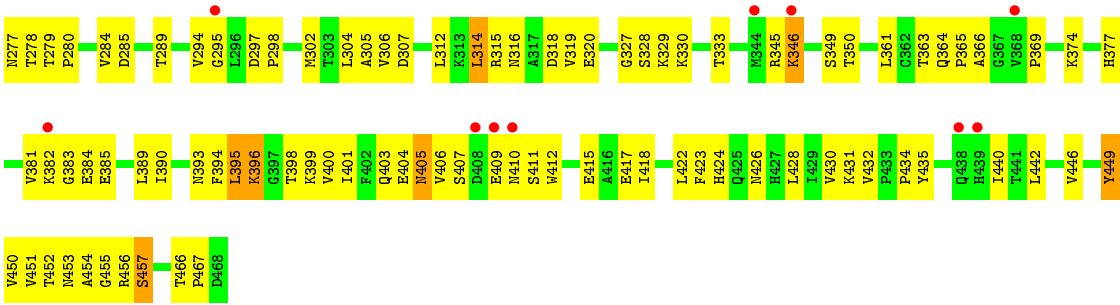 N277 T278 T279 P280 V284 D285 T289 V294 G295 L296 D297 P298 M302 T303 L304 A305 V306 D307 L312 K313 L314 R315 N316 A317 D318 V319 E320 G327 S328 K329 K330 T333 M344 R345 K346 S349 T350 L361 C362 T363 Q364 P365 A366 G367 V368 P369 K374 H377
V381 K382 G383 E384 E385 L389 I390 N393 F394 L395 K396 G397 T398 K399 V400 I401 F402 Q403 E404 N405 V406 S407 D408 E409 N410 S411 W412 E415 A416 E417 I418 L422 F423 H424 Q425 N426 H427 L428 I429 V430 K431 V432 P433 P434 Y435 Q438 H439 I440 T441 L442 V446 Y449
V450 V451 T452 N453 A454 G455 R456 S457 T466 P467 D468